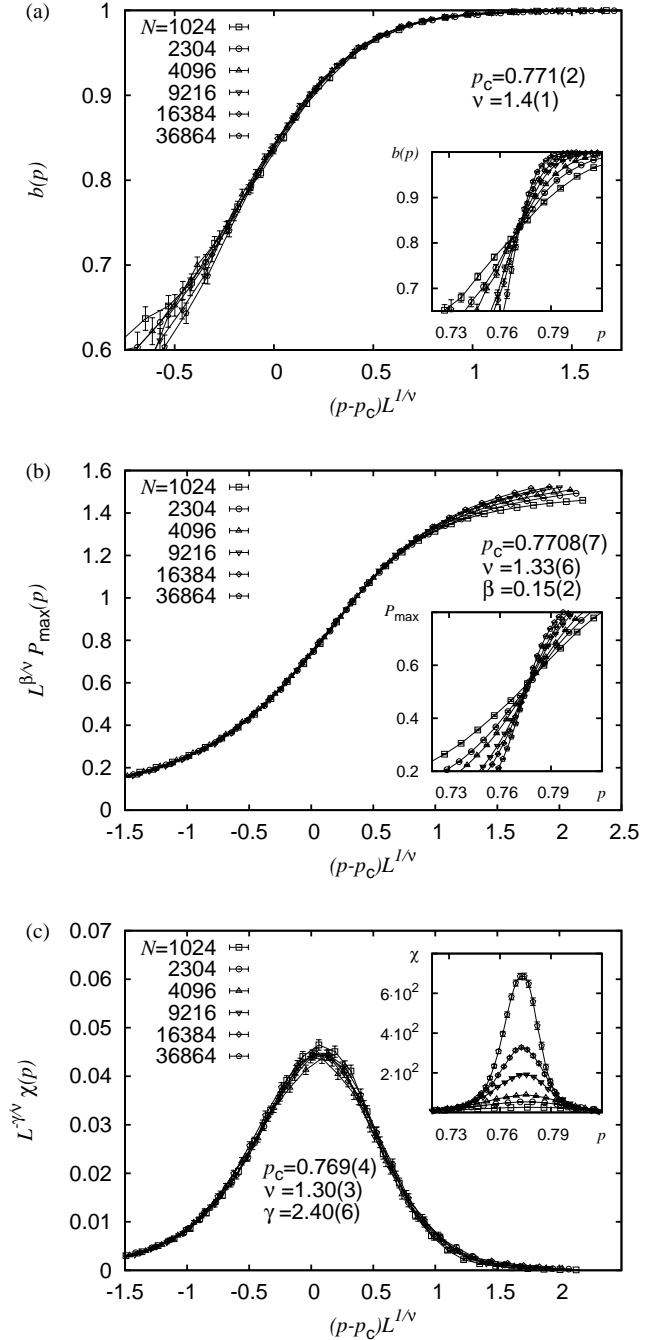 (a)
N=1024
2304
4096
9216
16384
36864
p_c=0.771(2)
ν=1.4(1)
b(p)
1
0.9
0.8
0.7
0.6
-0.5 0 0.5 1 1.5
(p-p_c)L^{1/ν}
b(p)
0.9
0.8
0.7
0.73 0.76 0.79 p
(b)
N=1024
2304
4096
9216
16384
36864
p_c=0.7708(7)
ν=1.33(6)
β=0.15(2)
L^{β/ν} P_max(p)
1.6
1.4
1.2
1
0.8
0.6
0.4
0.2
0
-1.5 -1 -0.5 0 0.5 1 1.5 2 2.5
(p-p_c)L^{1/ν}
P_max
0.6
0.4
0.2
0.73 0.76 0.79 p
(c)
N=1024
2304
4096
9216
16384
36864
p_c=0.769(4)
ν=1.30(3)
γ=2.40(6)
L^{-γ/ν} χ(p)
0.07
0.06
0.05
0.04
0.03
0.02
0.01
0
-1.5 -1 -0.5 0 0.5 1 1.5 2 2.5
(p-p_c)L^{1/ν}
χ
6·10^2
4·10^2
2·10^2
0.73 0.76 0.79 p